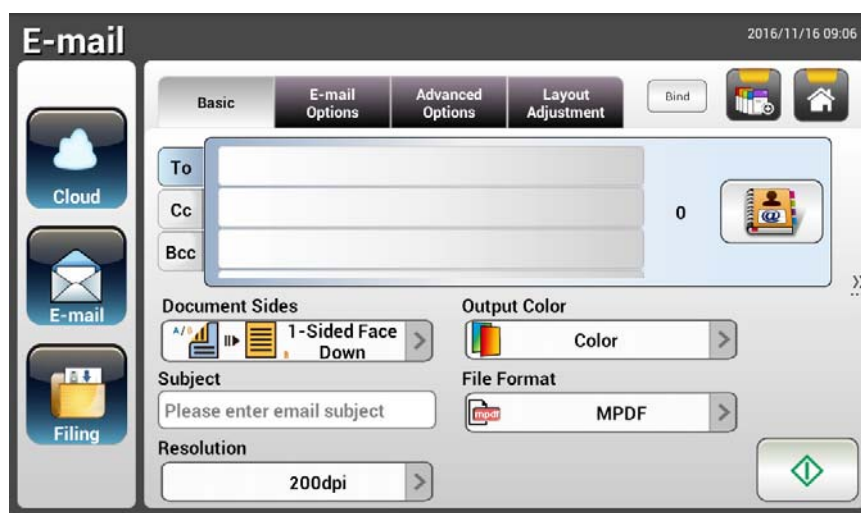 E-mail
2016/11/16 09:06
Basic
E-mail
Options
Advanced
Options
Layout
Adjustment
Bind
Cloud
E-mail
Filing
To
Cc
Bcc
0
@
Document Sides
A/B
1-Sided Face
Down
Output Color
Color
Subject
Please enter email subject
File Format
mpdf
MPDF
Resolution
200dpi